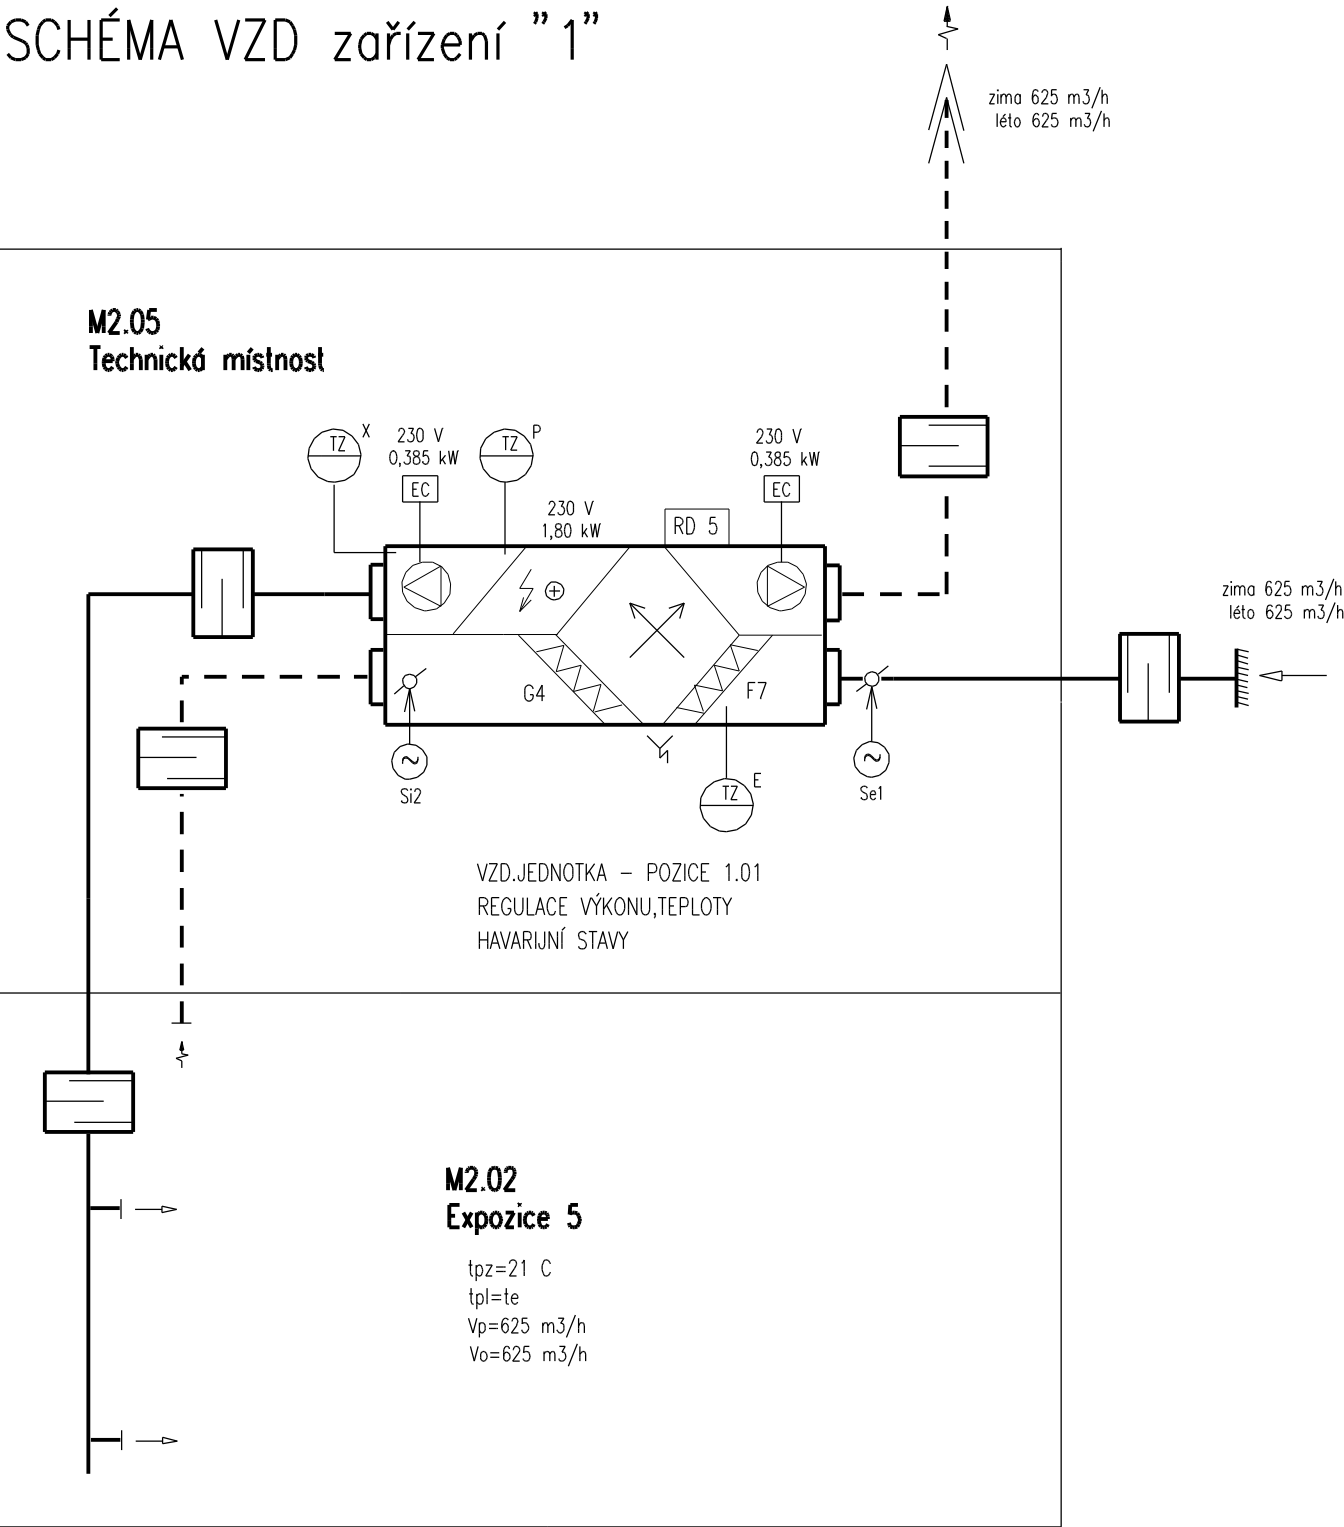 SCHÉMA VZD zařízení "1"
zima 625 m3/h
léto 625 m3/h
M2.05
Technická místnost
TZ
X
230 V
0,385 kW
EC
TZ
P
230 V
1,80 kW
RD 5
230 V
0,385 kW
EC
zima 625 m3/h
léto 625 m3/h
G4
F7
Si2
TZ
E
Se1
VZD.JEDNOTKA – POZICE 1.01
REGULACE VÝKONU,TEPLOTY
HAVARIJNÍ STAVY
M2.02
Expozice 5
tpz=21 C
tpl=te
Vp=625 m3/h
Vo=625 m3/h